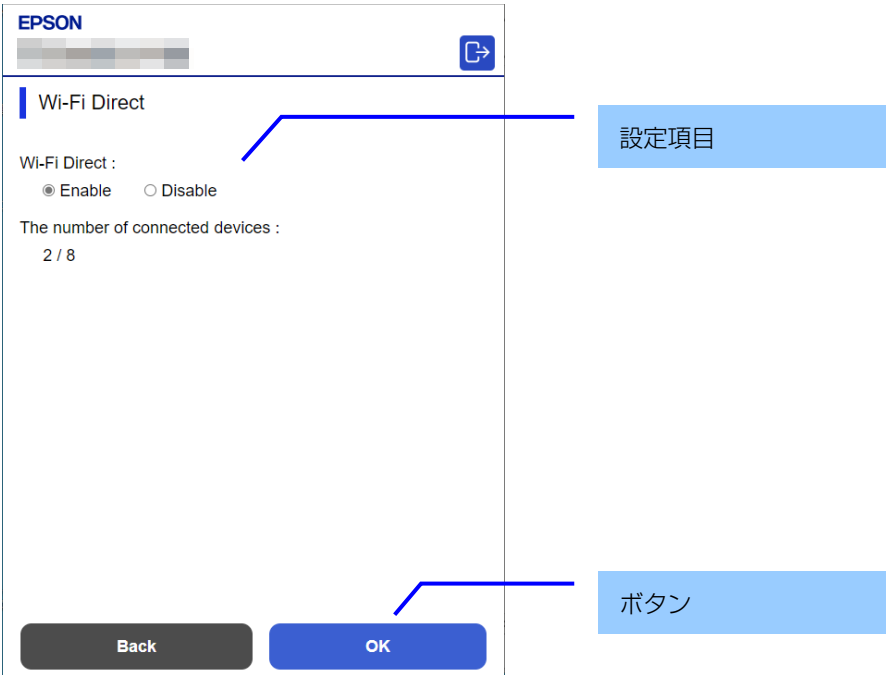 EPSON
Wi-Fi Direct
設定項目
Wi-Fi Direct :
Enable Disable
The number of connected devices :
2 / 8
ボタン
Back OK